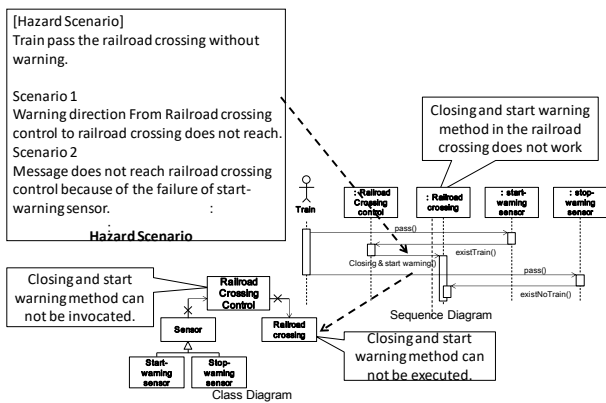 [Hazard Scenario]
Train pass the railroad crossing without
warning.
Scenario 1
Warning direction From Railroad crossing
control to railroad crossing does not reach.
Scenario 2
Message does not reach railroad crossing
control because of the failure of start-
warning sensor. :
:
Hazard Scenario
Closing and start warning
method in the railroad
crossing does not work
Train
: Railroad
Crossing
control
: Railroad
crossing
: start-
warning
sensor
: stop-
warning
sensor
pass()
existTrain()
Closing & start warning()
pass()
existNoTrain()
Sequence Diagram
Closing and start
warning method can
not be invocated.
Railroad
Crossing
Control
Sensor
Railroad
crossing
Start-
warning
sensor
Stop-
warning
sensor
Class Diagram
Closing and start
warning method can
not be executed.